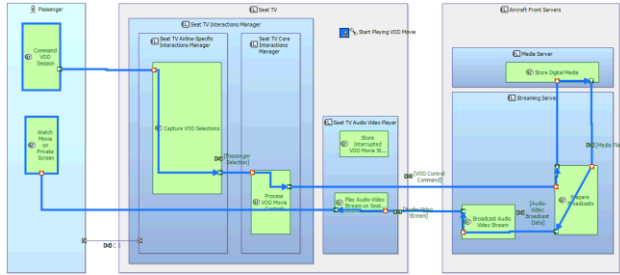 Passenger
Command
VOD
Session
Watch
Movie
on
Private
Screen
C 3
Seat TV
Seat TV Interactions Manager
Seat TV Airline-Specific
Interactions Manager
Capture VOD Selections
[Passenger
Selection]
Seat TV Core
Interactions
Manager
Process
VOD Movie
Start Playing VOD Movie
Seat TV Audio Video Player
Store
Interrupted
VOD Movie St...
Play Audio-Video
Stream on Seat...
[VOD Control
Command]
[Audio-Video
Stream]
Aircraft Front Servers
Media Server
Store Digital Media
Streaming Server
[Media File
Prepare
Broadcasts
Broadcast Audio
Video Stream
[Audio-
Video
Broadcast
Data]